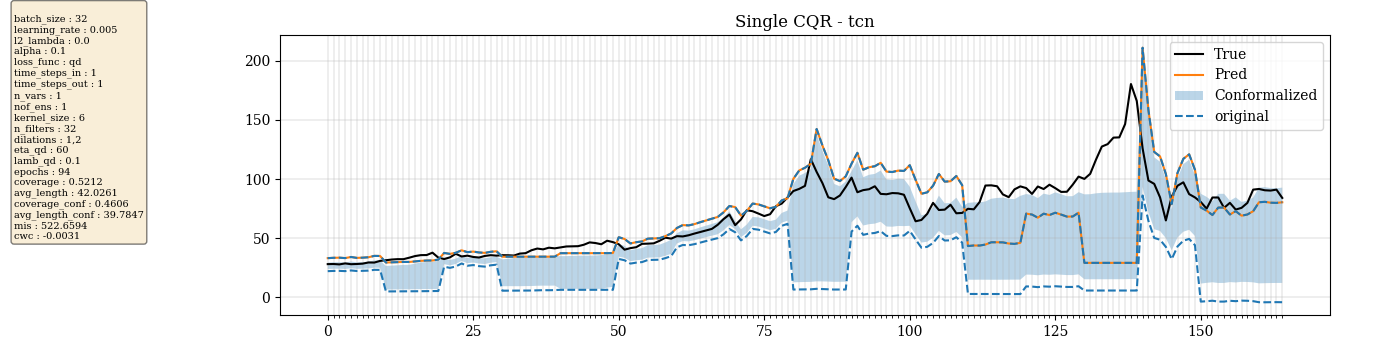 batch_size : 32
learning_rate : 0.005
l2_lambda : 0.0
alpha : 0.1
loss_func : qd
time_steps_in : 1
time_steps_out : 1
n_vars : 1
nof_ens : 1
kernel_size : 6
n_filters : 32
dilations : 1,2
eta_qd : 60
lamb_qd : 0.1
epochs : 94
coverage : 0.5212
avg_length : 42.0261
coverage_conf : 0.4606
avg_length_conf : 39.7847
mis : 522.6594
cwc : -0.0031
Single CQR - tcn
200
150
100
50
0
0 25 50 75 100 125 150
True
Pred
Conformalized
original